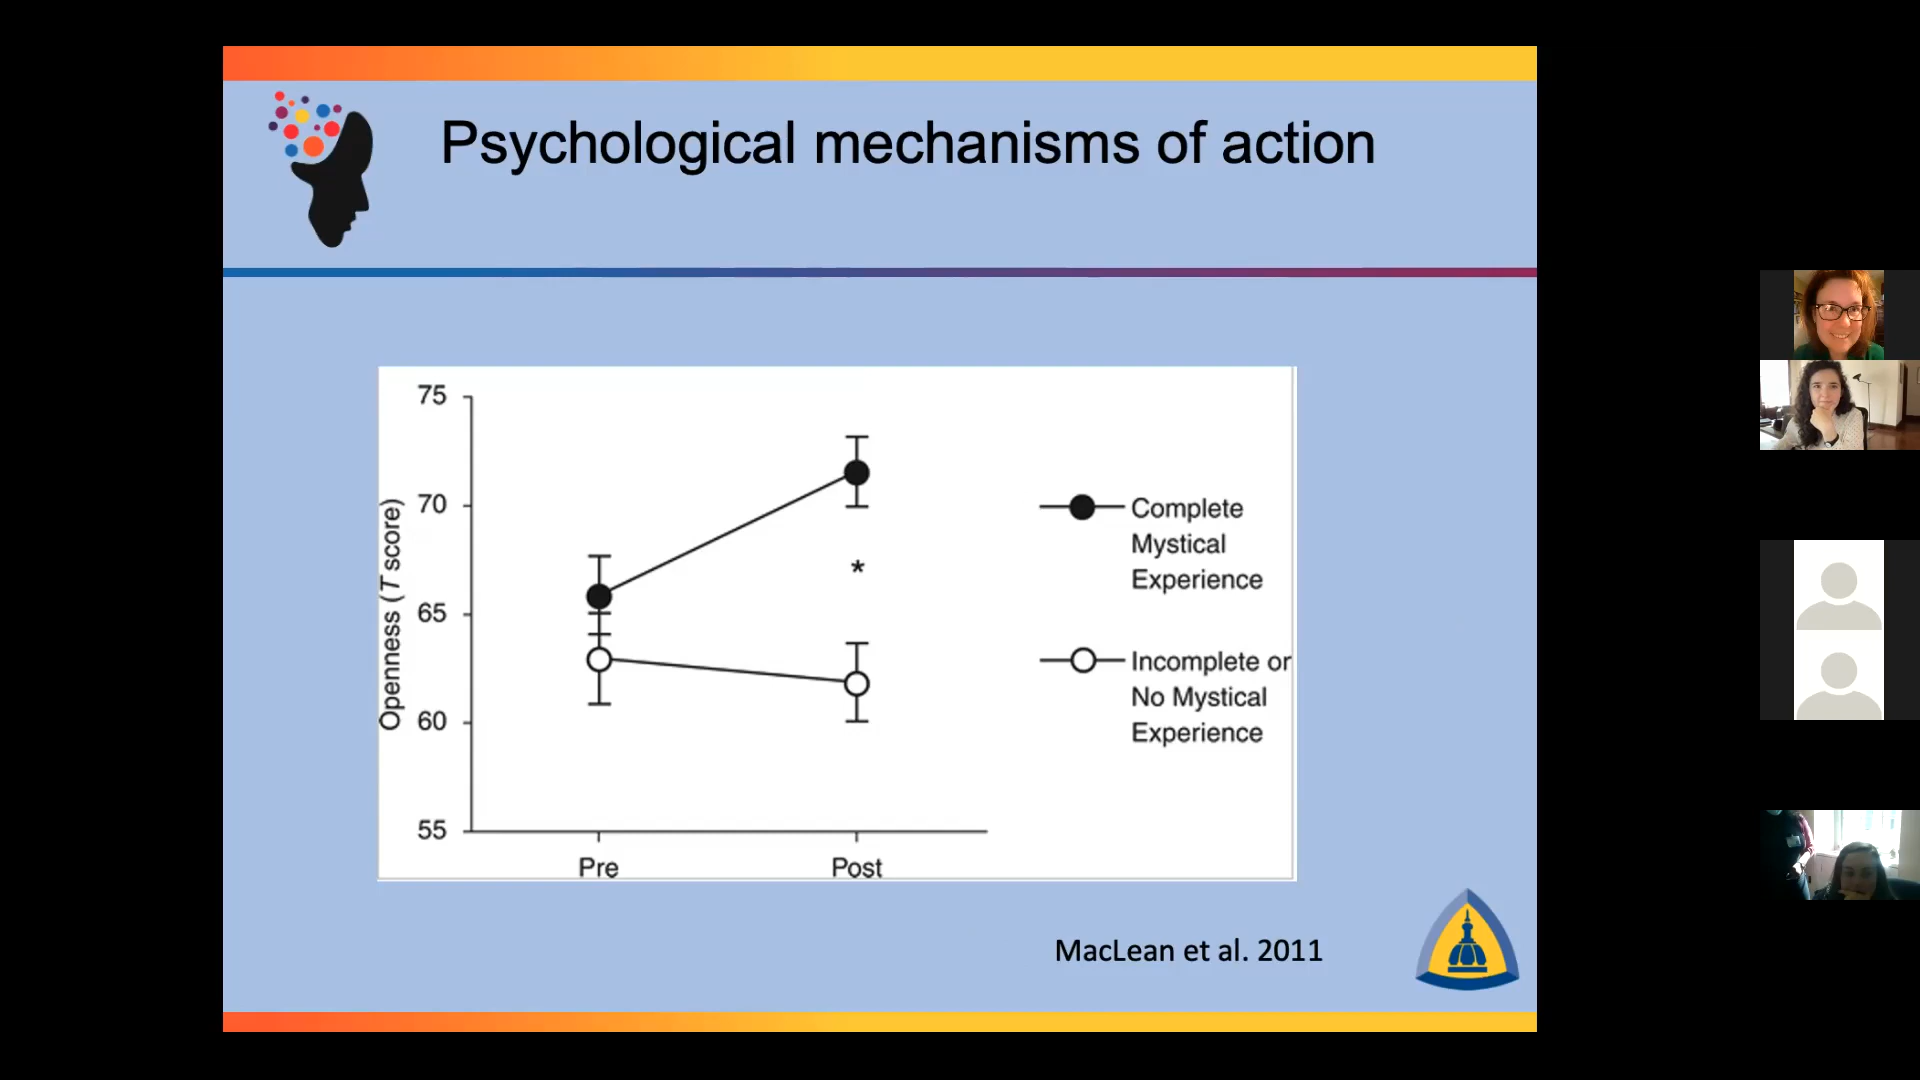 Psychological mechanisms of action
75
70
65
60
55
Openness (T score)
*
Pre
Post
Complete
Mystical
Experience
Incomplete or
No Mystical
Experience
MacLean et al. 2011